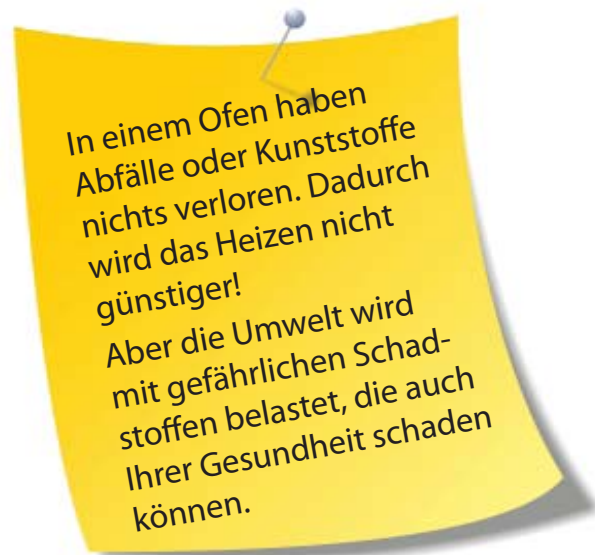 In einem Ofen haben
Abfälle oder Kunststoffe
nichts verloren. Dadurch
wird das Heizen nicht
günstiger!
Aber die Umwelt wird
mit gefährlichen Schad-
stoffen belastet, die auch
Ihrer Gesundheit schaden
können.